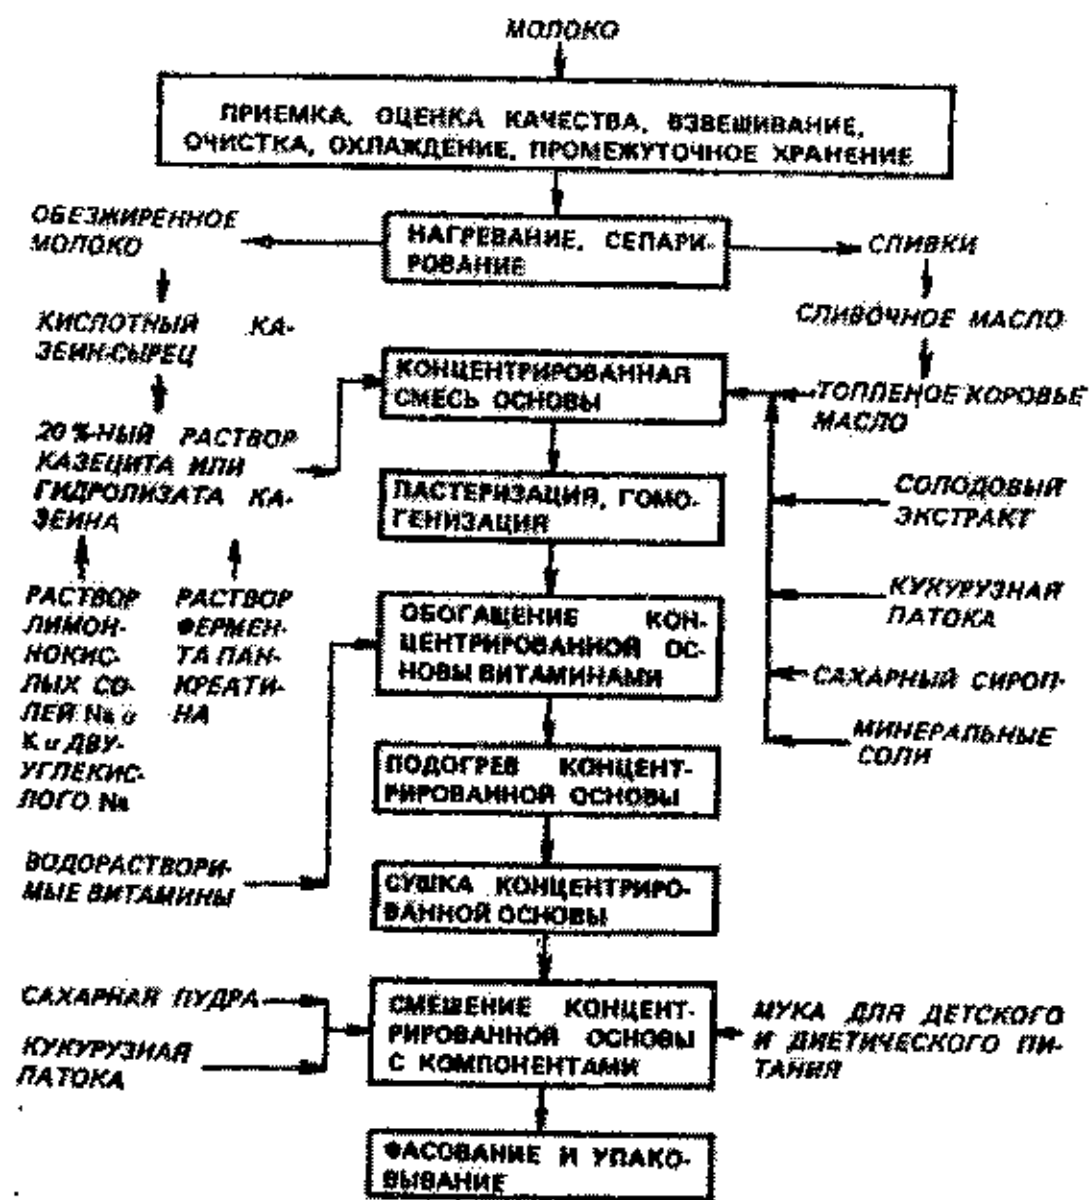 МОЛОКО
ПРИЕМКА, ОЦЕНКА КАЧЕСТВА, ВЗВЕШИВАНИЕ,
ОЧИСТКА, ОХЛАЖДЕНИЕ, ПРОМЕЖУТОЧНОЕ ХРАНЕНИЕ
ОБЕЗЖИРЕННОЕ
МОЛОКО
НАГРЕВАНИЕ, СЕПАРИ-
РОВАНИЕ
СЛИВКИ
КИСЛОТНЫЙ КА-
ЗЕИН-СЫРЕЦ
СЛИВОЧНОЕ МАСЛО
КОНЦЕНТРИРОВАННАЯ
СМЕСЬ ОСНОВЫ
ТОПЛЕНОЕ КОРОВЬЕ
МАСЛО
20%-НЫЙ РАСТВОР
КАЗЕЦИТА ИЛИ
ГИДРОЛИЗАТА КА-
ЗЕИНА
ПАСТЕРИЗАЦИЯ, ГОМО-
ГЕНИЗАЦИЯ
СОЛОДОВЫЙ
ЭКСТРАКТ
РАСТВОР
ЛИМОН-
НОКИС-
ЛЫХ СО-
ЛЕЙ Na и
К и ДВУ-
УГЛЕКИС-
ЛОГО Na
РАСТВОР
ФЕРМЕН-
ТА ПАН-
КРЕАТИ-
НА
ОБОГАЩЕНИЕ КОН-
ЦЕНТРИРОВАННОЙ ОС-
НОВЫ ВИТАМИНАМИ
КУКУРУЗНАЯ
ПАТОКА
САХАРНЫЙ СИРОП
МИНЕРАЛЬНЫЕ
СОЛИ
ПОДОГРЕВ КОНЦЕНТ-
РИРОВАННОЙ ОСНОВЫ
ВОДОРАСТВОРИ-
МЫЕ ВИТАМИНЫ
СУШКА КОНЦЕНТРИРО-
ВАННОЙ ОСНОВЫ
САХАРНАЯ ПУДРА
КУКУРУЗНАЯ
ПАТОКА
СМЕШЕНИЕ КОНЦЕНТ-
РИРОВАННОЙ ОСНОВЫ
С КОМПОНЕНТАМИ
МУКА ДЛЯ ДЕТСКОГО
И ДИЕТИЧЕСКОГО ПИ-
ТАНИЯ
ФАСОВАНИЕ И УПАКО-
ВЫВАНИЕ